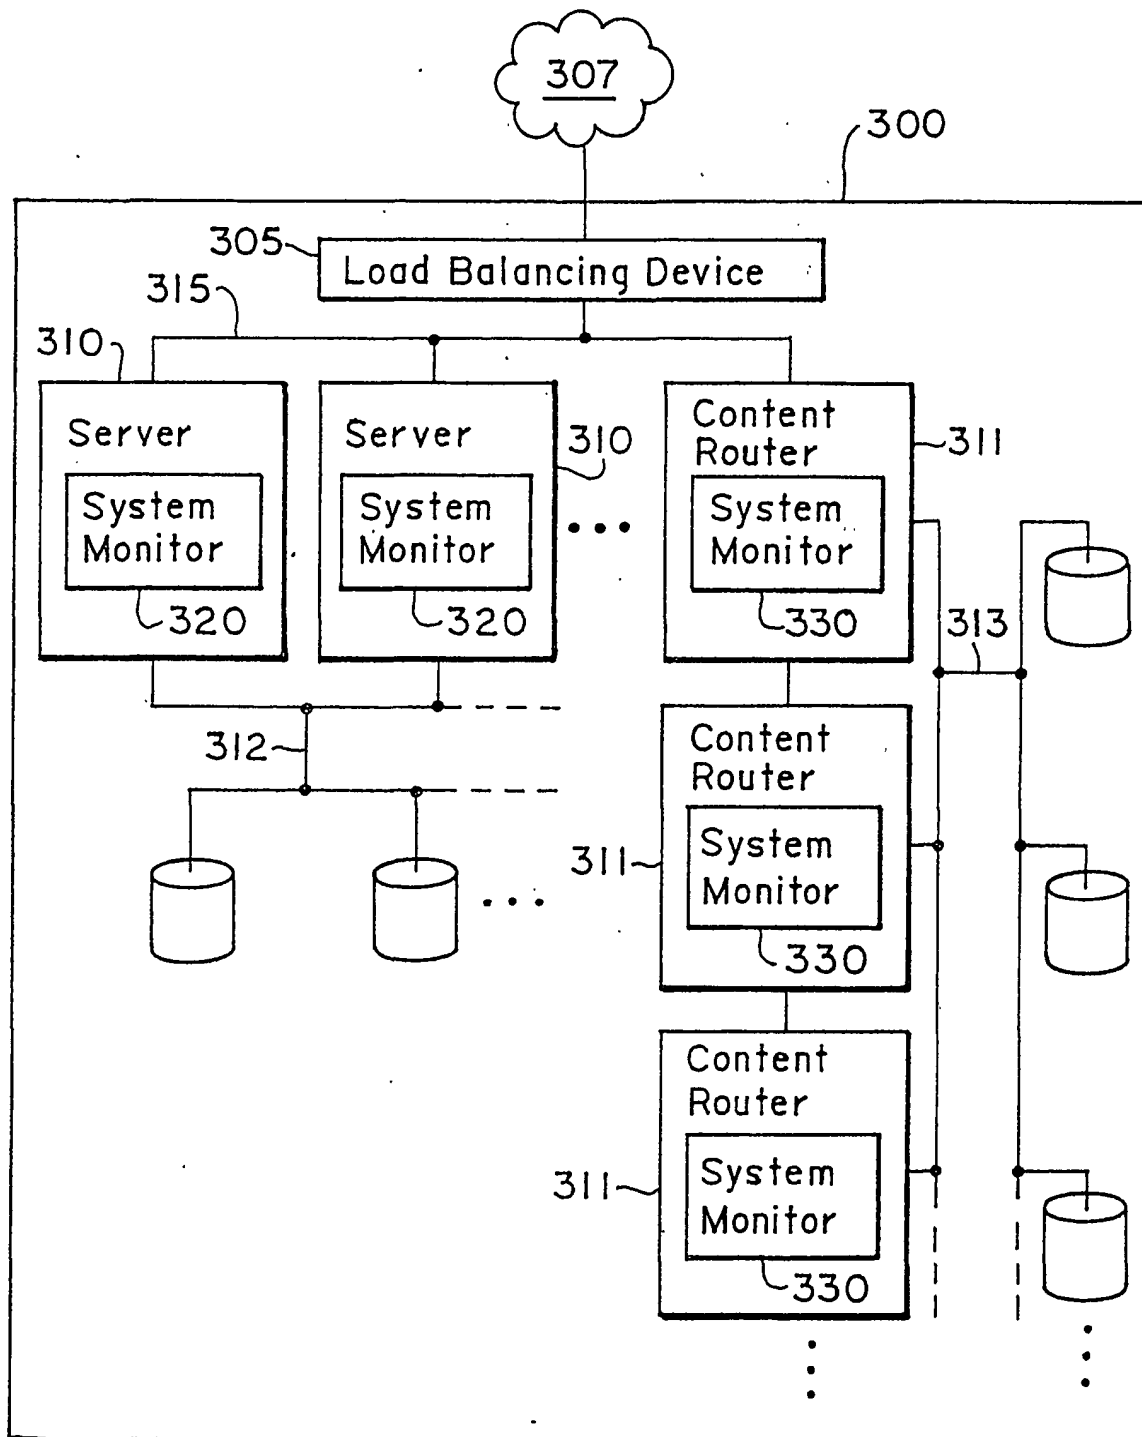 307
300
305
Load Balancing Device
315
310
Server
System
Monitor
320
Server
310
System
Monitor
320
Content
Router
311
System
Monitor
330
313
312
Content
Router
311
System
Monitor
330
Content
Router
311
System
Monitor
330